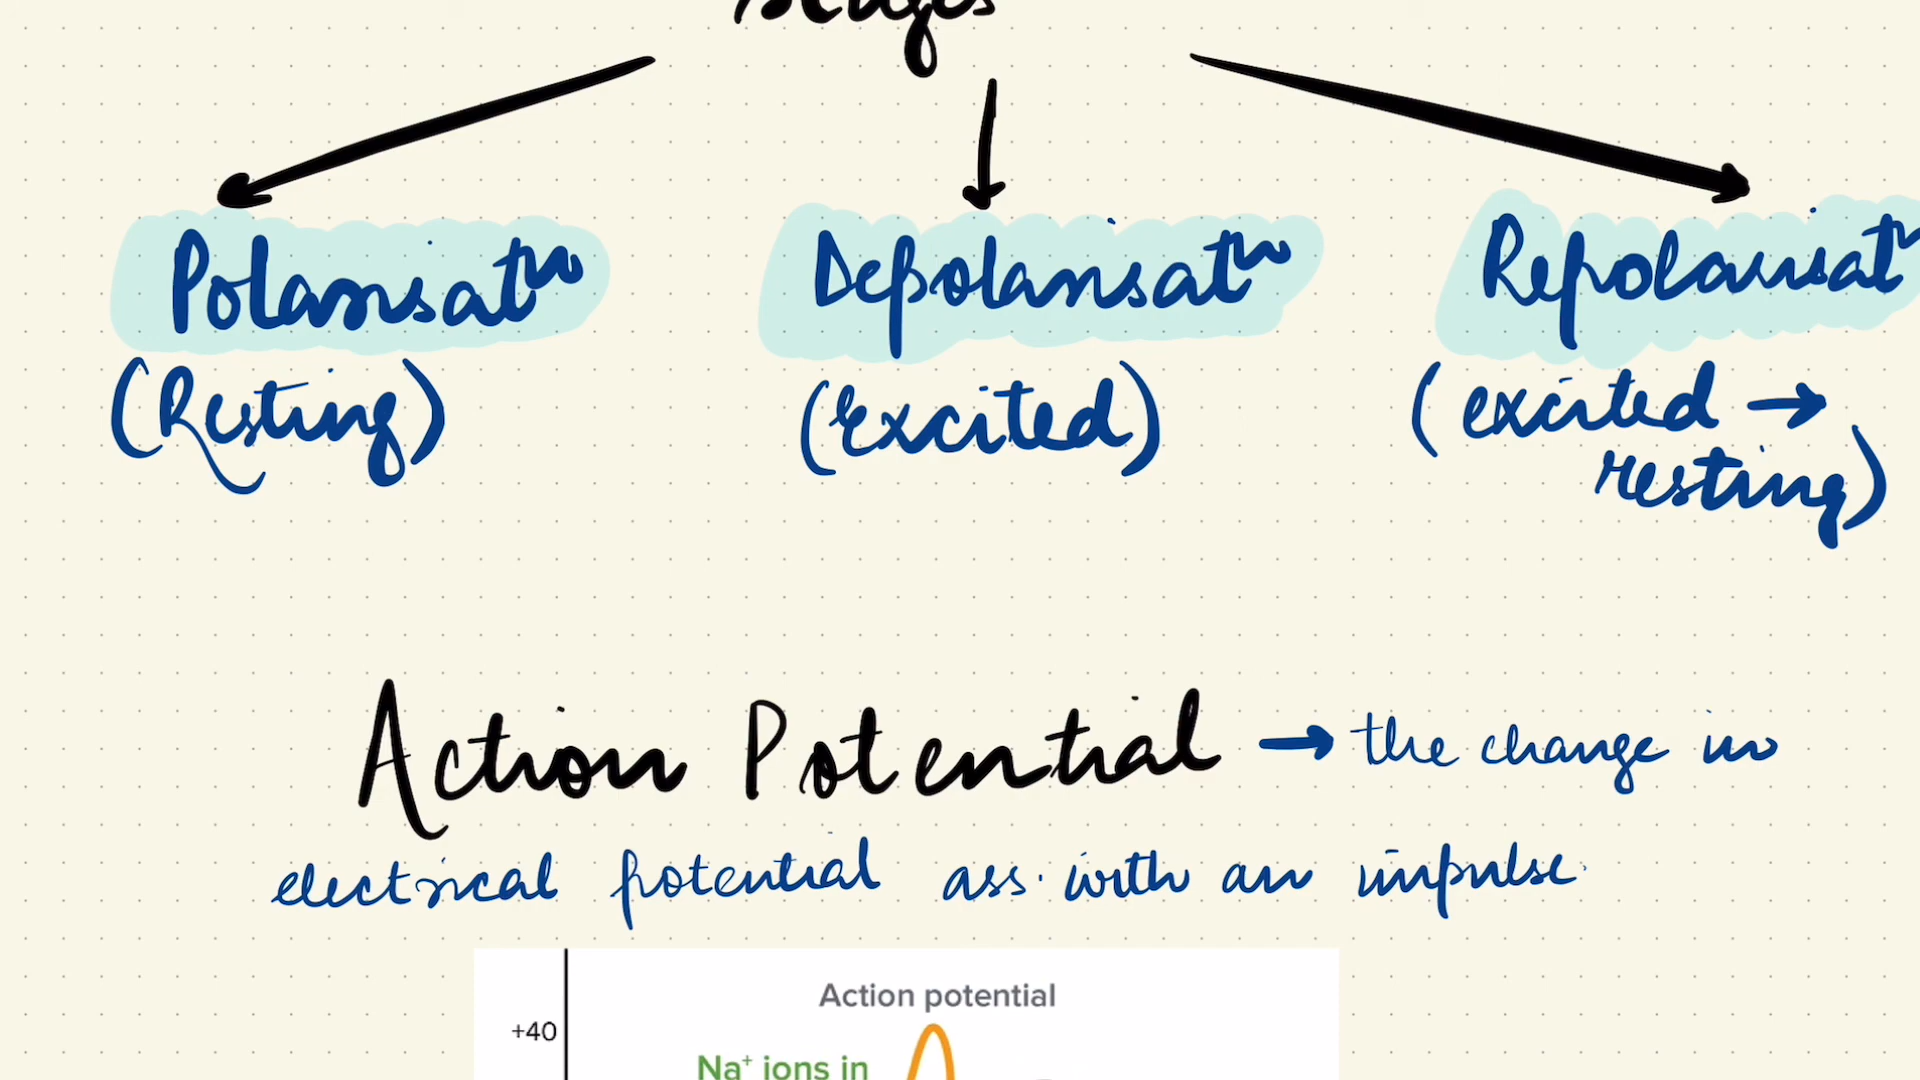 Stages
Polarisatn Depolarisatn Repolarisatn
(Resting) (Excited) (excited →
resting)
Action Potential → the change in
electrical potential ass. with an impulse.
Action potential
+40
Na+ ions in